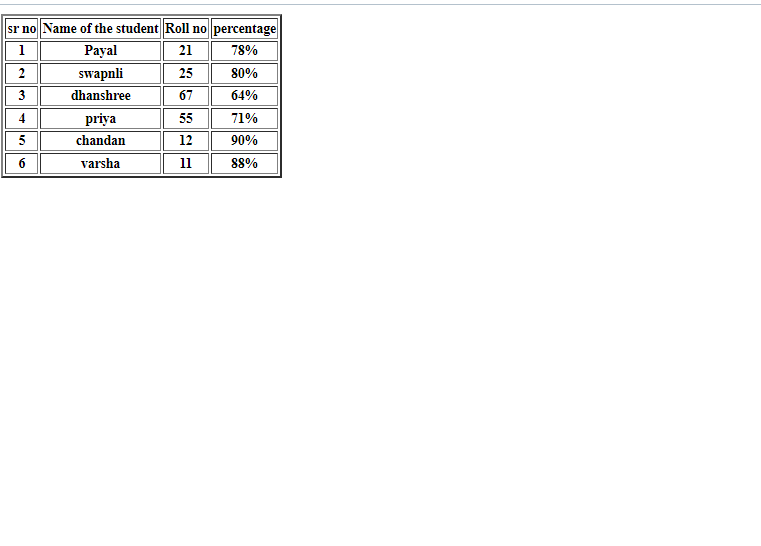 sr no Name of the student Roll no percentage
1 Payal 21 78%
2 swapnli 25 80%
3 dhanshree 67 64%
4 priya 55 71%
5 chandan 12 90%
6 varsha 11 88%